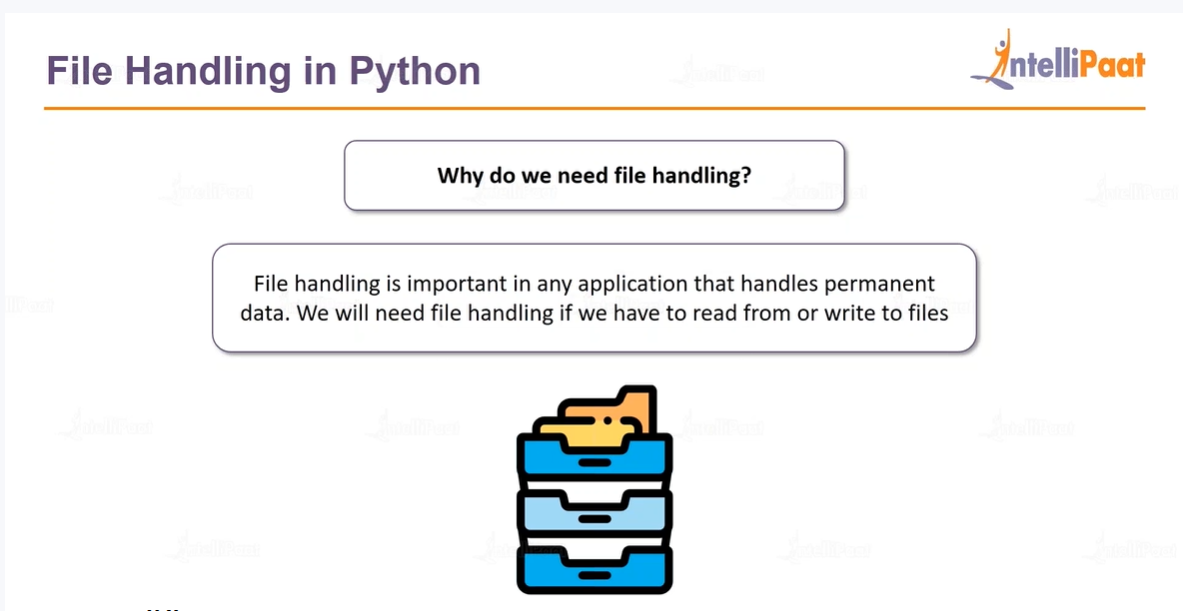 File Handling in Python
IntelliPaat
Why do we need file handling?
File handling is important in any application that handles permanent
data. We will need file handling if we have to read from or write to files